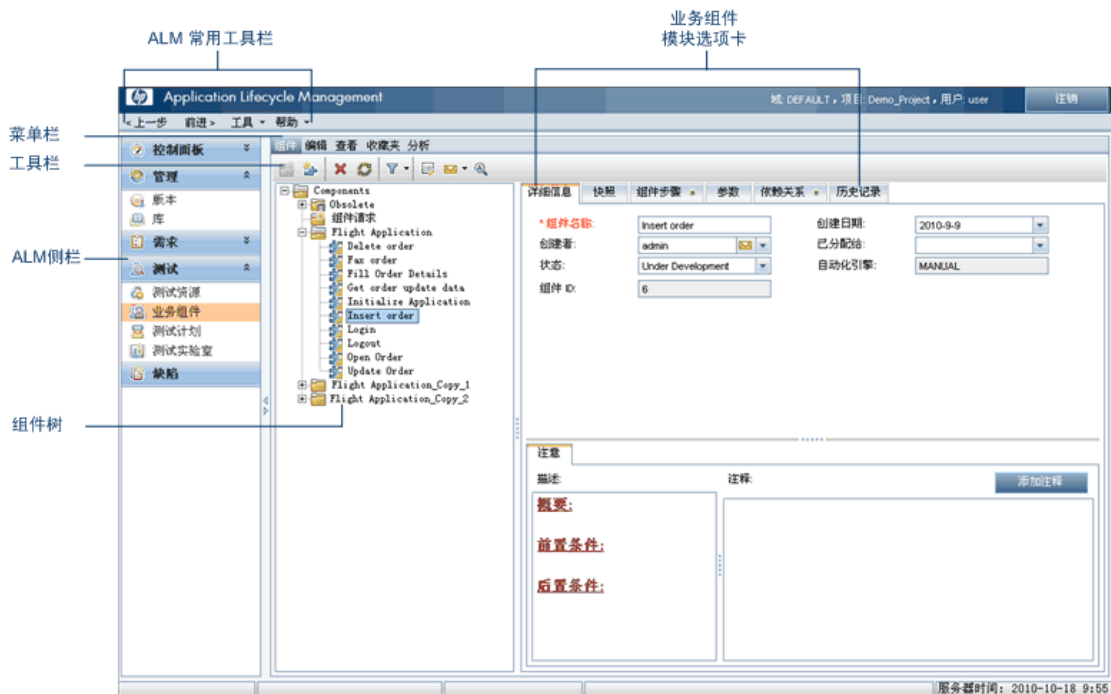 业务组件
模块选项卡
ALM 常用工具栏
hp Application Lifecycle Management
域: DEFAULT，项目: Demo_Project，用户: user
注销
<上一步 前进> 工具 帮助
菜单栏
工具栏
ALM侧栏
组件树
控制面板
管理
版本
库
需求
测试
测试资源
业务组件
测试计划
测试实验室
缺陷
组件 编辑 查看 收藏夹 分析
Components
Obsolete
组件请求
Flight Application
Delete order
Fax order
Fill Order Details
Get order update data
Initialize Application
Insert order
Login
Logout
Open Order
Update Order
Flight Application_Copy_1
Flight Application_Copy_2
详细信息 快照 组件步骤 参数 依赖关系 历史记录
*组件名称: Insert order 创建日期: 2010-9-9
创建者: admin 已分配给:
状态: Under Development 自动化引擎: MANUAL
组件 ID: 6
注意
描述: 注释: 添加注释
概要:
前置条件:
后置条件:
服务器时间: 2010-10-18 9:55